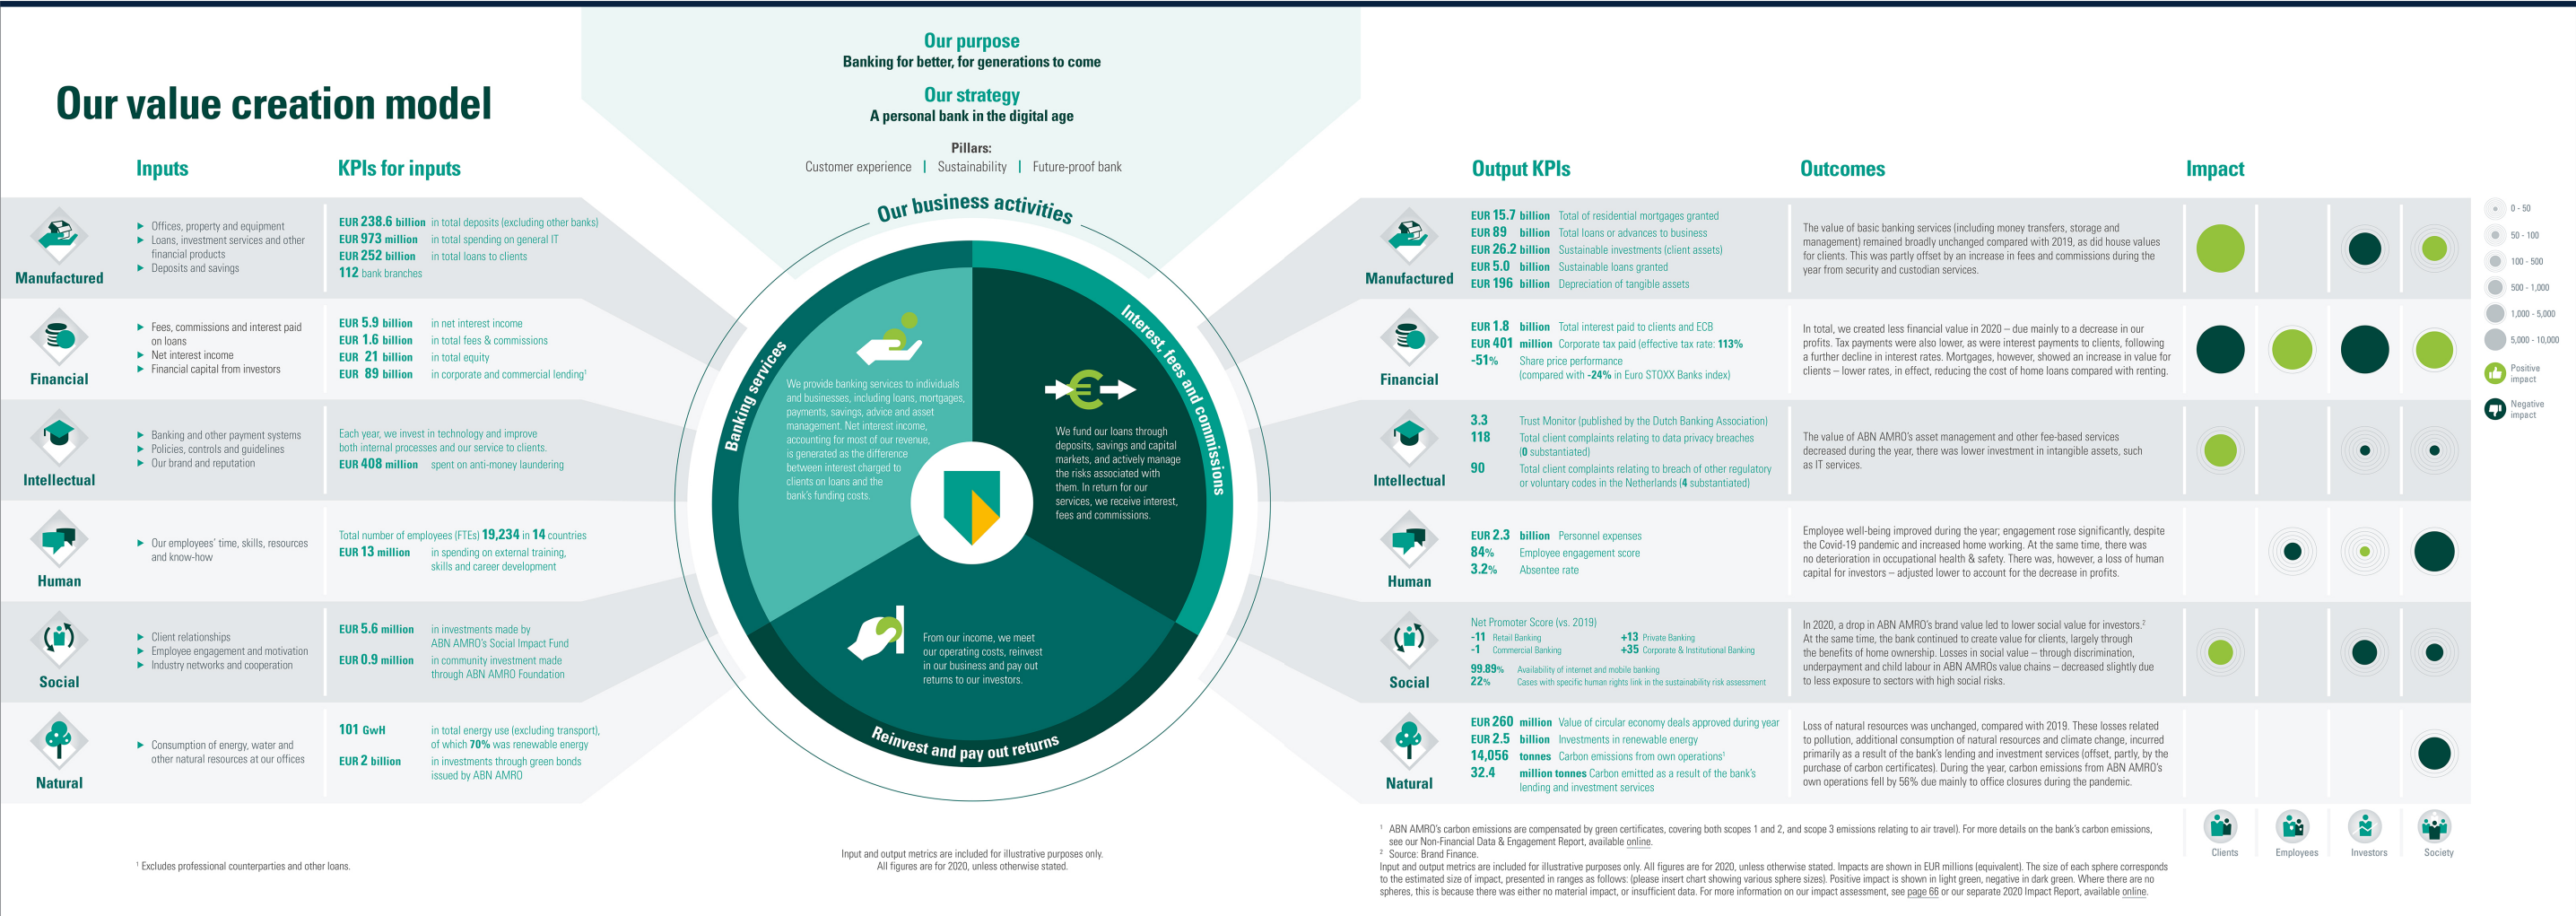 Our purpose
Banking for better, for generations to come
Our strategy
A personal bank in the digital age
Pillars:
Customer experience | Sustainability | Future-proof bank
Our value creation model
Inputs
KPIs for inputs
Manufactured
Offices, property and equipment
Loans, investment services and other
financial products
Deposits and savings
EUR 238.6 billion in total deposits (excluding other banks)
EUR 973 million in total spending on general IT
EUR 252 billion in total loans to clients
112 bank branches
Financial
Fees, commissions and interest paid
on loans
Net interest income
Financial capital from investors
EUR 5.9 billion in net interest income
EUR 1.6 billion in total fees & commissions
EUR 21 billion in total equity
EUR 89 billion in corporate and commercial lending¹
Intellectual
Banking and other payment systems
Policies, controls and guidelines
Our brand and reputation
Each year, we invest in technology and improve
both internal processes and our service to clients.
EUR 408 million spent on anti-money laundering
Human
Our employees' time, skills, resources
and know-how
Total number of employees (FTEs) 19,234 in 14 countries
EUR 13 million in spending on external training,
skills and career development
Social
Client relationships
Employee engagement and motivation
Industry networks and cooperation
EUR 5.6 million in investments made by
ABN AMRO's Social Impact Fund
EUR 0.9 million in community investment made
through ABN AMRO Foundation
Natural
Consumption of energy, water and
other natural resources at our offices
101 GwH in total energy use (excluding transport),
of which 70% was renewable energy
EUR 2 billion in investments through green bonds
issued by ABN AMRO
¹ Excludes professional counterparties and other loans.
Our business activities
Banking services
We provide banking services to individuals
and businesses, including loans, mortgages,
payments, savings, advice and asset
management. Net interest income,
accounting for most of our revenue,
is generated as the difference
between interest charged to
clients on loans and the
bank's funding costs.
Interest, fees and commissions
We fund our loans through
deposits, savings and capital
markets, and actively manage
the risks associated with
them. In return for our
services, we receive interest,
fees and commissions.
From our income, we meet
our operating costs, reinvest
in our business and pay out
returns to our investors.
Reinvest and pay out returns
Input and output metrics are included for illustrative purposes only.
All figures are for 2020, unless otherwise stated.
Output KPIs
Outcomes
Impact
Manufactured
EUR 15.7 billion Total of residential mortgages granted
EUR 89 billion Total loans or advances to business
EUR 26.2 billion Sustainable investments (client assets)
EUR 5.0 billion Sustainable loans granted
EUR 196 billion Depreciation of tangible assets
The value of basic banking services (including money transfers, storage and
management) remained broadly unchanged compared with 2019, as did house values
for clients. This was partly offset by an increase in fees and commissions during the
year from security and custodian services.
Financial
EUR 1.8 billion Total interest paid to clients and ECB
EUR 401 million Corporate tax paid (effective tax rate: 113%
-51% Share price performance
(compared with -24% in Euro STOXX Banks index)
In total, we created less financial value in 2020 – due mainly to a decrease in our
profits. Tax payments were also lower, as were interest payments to clients, following
a further decline in interest rates. Mortgages, however, showed an increase in value for
clients – lower rates, in effect, reducing the cost of home loans compared with renting.
Intellectual
3.3 Trust Monitor (published by the Dutch Banking Association)
118 Total client complaints relating to data privacy breaches
(0 substantiated)
90 Total client complaints relating to breach of other regulatory
or voluntary codes in the Netherlands (4 substantiated)
The value of ABN AMRO's asset management and other fee-based services
decreased during the year, there was lower investment in intangible assets, such
as IT services.
Human
EUR 2.3 billion Personnel expenses
84% Employee engagement score
3.2% Absentee rate
Employee well-being improved during the year; engagement rose significantly, despite
the Covid-19 pandemic and increased home working. At the same time, there was
no deterioration in occupational health & safety. There was, however, a loss of human
capital for investors – adjusted lower to account for the decrease in profits.
Social
Net Promoter Score (vs. 2019)
-11 Retail Banking +13 Private Banking
-1 Commercial Banking +35 Corporate & Institutional Banking
99.89% Availability of internet and mobile banking
22% Cases with specific human rights link in the sustainability risk assessment
In 2020, a drop in ABN AMRO's brand value led to lower social value for investors.²
At the same time, the bank continued to create value for clients, largely through
the benefits of home ownership. Losses in social value – through discrimination,
underpayment and child labour in ABN AMROs value chains – decreased slightly due
to less exposure to sectors with high social risks.
Natural
EUR 260 million Value of circular economy deals approved during year
EUR 2.5 billion Investments in renewable energy
14,056 tonnes Carbon emissions from own operations¹
32.4 million tonnes Carbon emitted as a result of the bank's
lending and investment services
Loss of natural resources was unchanged, compared with 2019. These losses related
to pollution, additional consumption of natural resources and climate change, incurred
primarily as a result of the bank's lending and investment services (offset, partly, by the
purchase of carbon certificates). During the year, carbon emissions from ABN AMRO's
own operations fell by 56% due mainly to office closures during the pandemic.
0 - 50
50 - 100
100 - 500
500 - 1,000
1,000 - 5,000
5,000 - 10,000
Positive
impact
Negative
impact
Clients
Employees
Investors
Society
¹ ABN AMRO's carbon emissions are compensated by green certificates, covering both scopes 1 and 2, and scope 3 emissions relating to air travel). For more details on the bank's carbon emissions,
see our Non-Financial Data & Engagement Report, available online.
² Source: Brand Finance.
Input and output metrics are included for illustrative purposes only. All figures are for 2020, unless otherwise stated. Impacts are shown in EUR millions (equivalent). The size of each sphere corresponds
to the estimated size of impact, presented in ranges as follows: (please insert chart showing various sphere sizes). Positive impact is shown in light green, negative in dark green. Where there are no
spheres, this is because there was either no material impact, or insufficient data. For more information on our impact assessment, see page 66 or our separate 2020 Impact Report, available online.